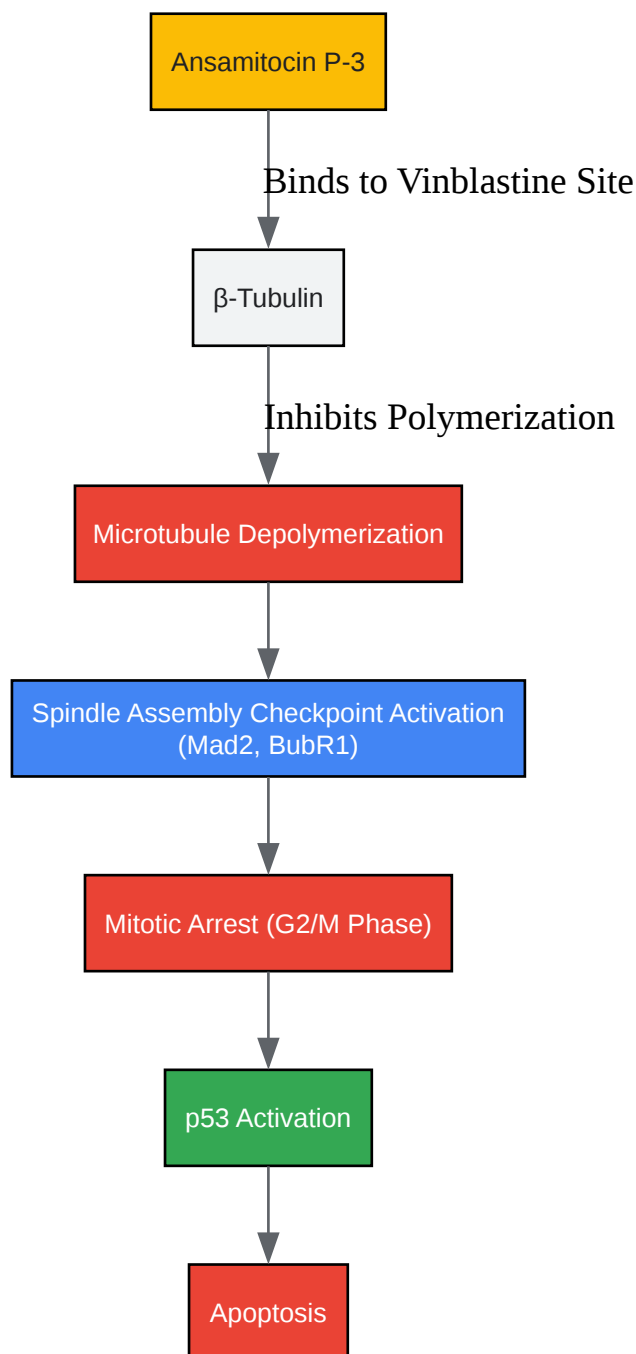 Ansamitocin P-3
Binds to Vinblastine Site
β-Tubulin
Inhibits Polymerization
Microtubule Depolymerization
Spindle Assembly Checkpoint Activation
(Mad2, BubR1)
Mitotic Arrest (G2/M Phase)
p53 Activation
Apoptosis